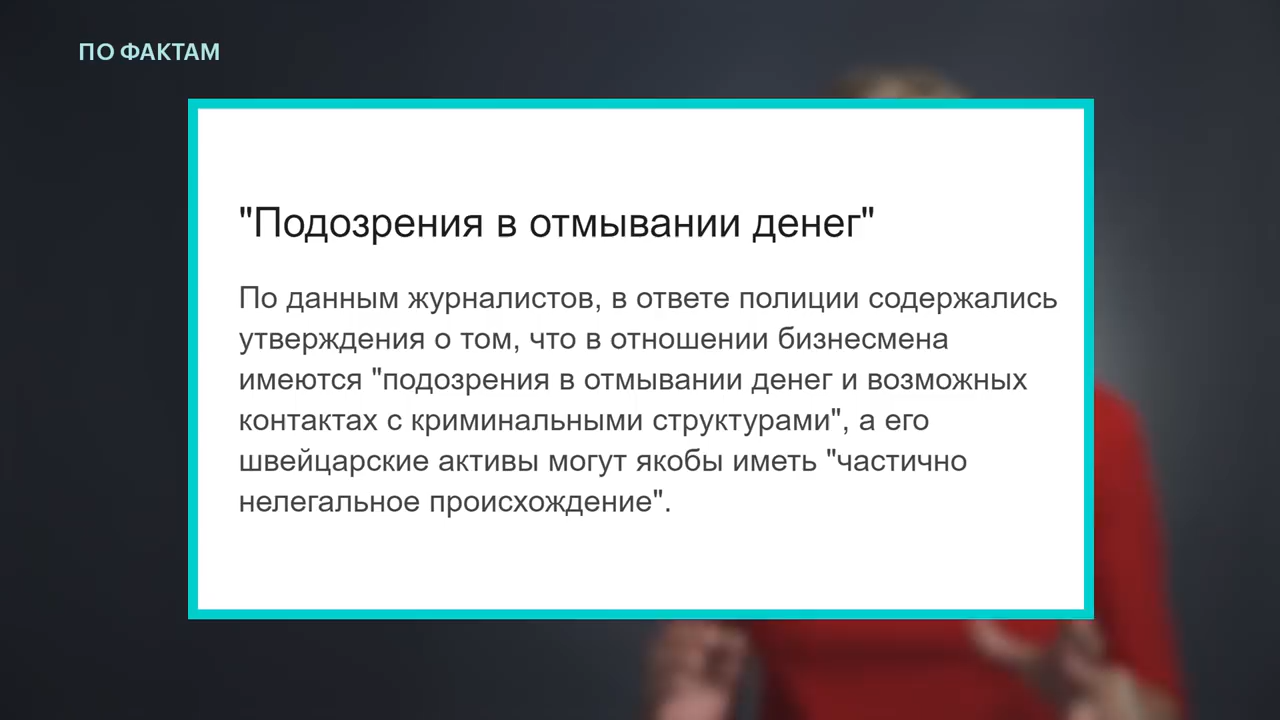 ПО ФАКТАМ
"Подозрения в отмывании денег"
По данным журналистов, в ответе полиции содержались
утверждения о том, что в отношении бизнесмена
имеются "подозрения в отмывании денег и возможных
контактах с криминальными структурами", а его
швейцарские активы могут якобы иметь "частично
нелегальное происхождение".